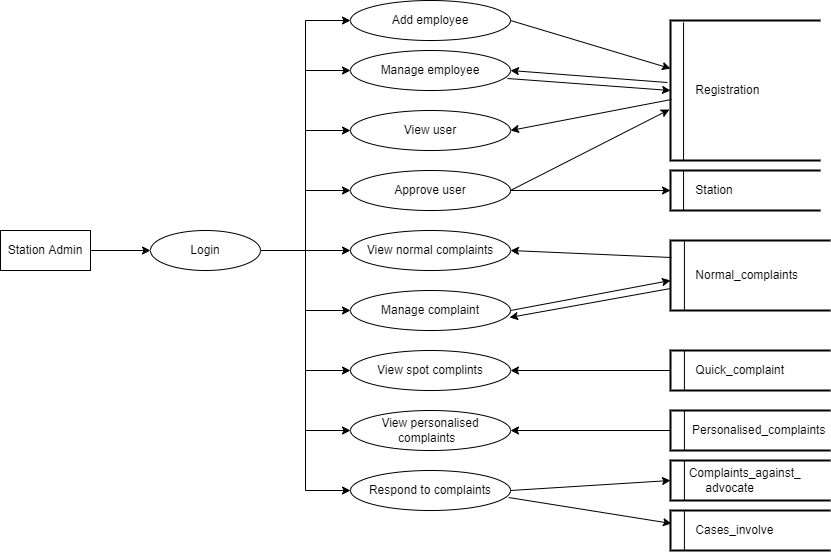 Add employee
Manage employee
Registration
View user
Approve user
Station
Station Admin
Login
View normal complaints
Normal_complaints
Manage complaint
View spot complints
Quick_complaint
View personalised
complaints
Personalised_complaints
Respond to complaints
Complaints_against_
advocate
Cases_involve